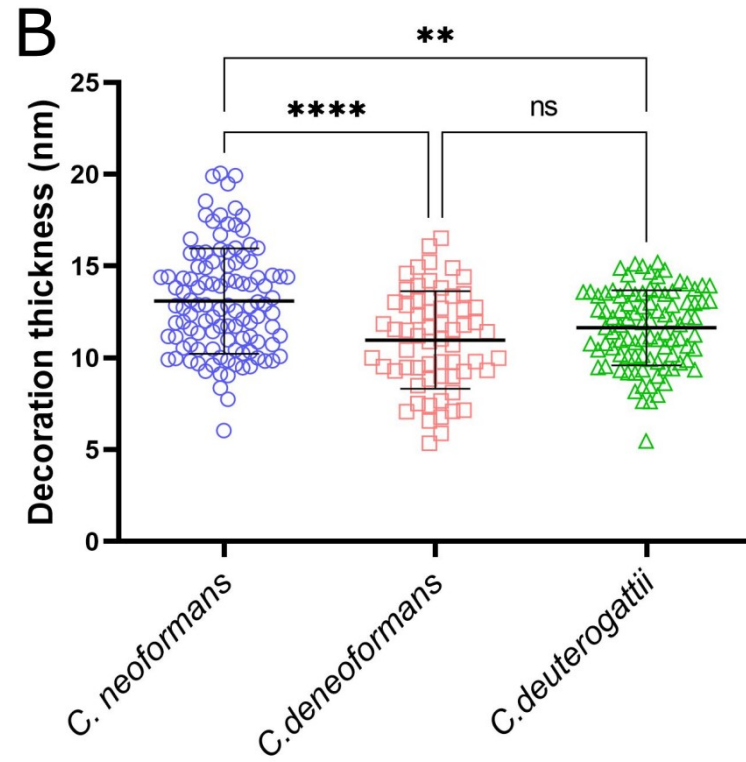 B
**
****
ns
Decoration thickness (nm)
25
20
15
10
5
0
C. neoformans
C.deneoformans
C.deuterogattii